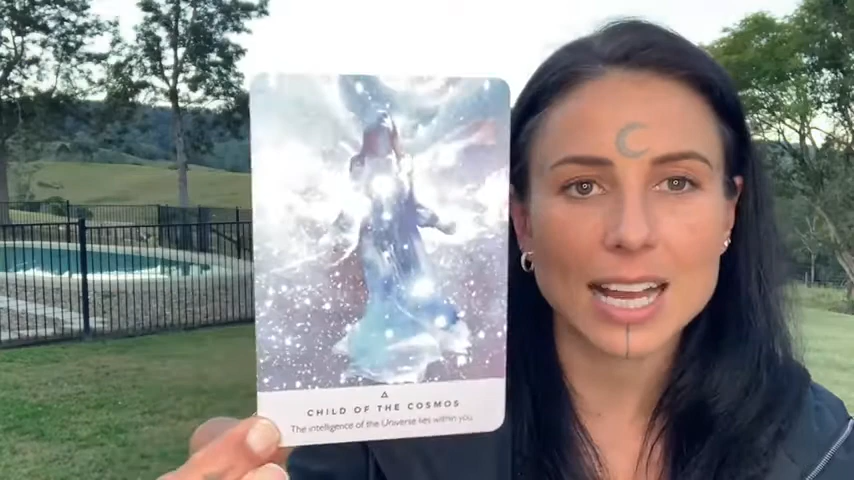 CHILD OF THE COSMOS
The intelligence of the Universe lies within you.